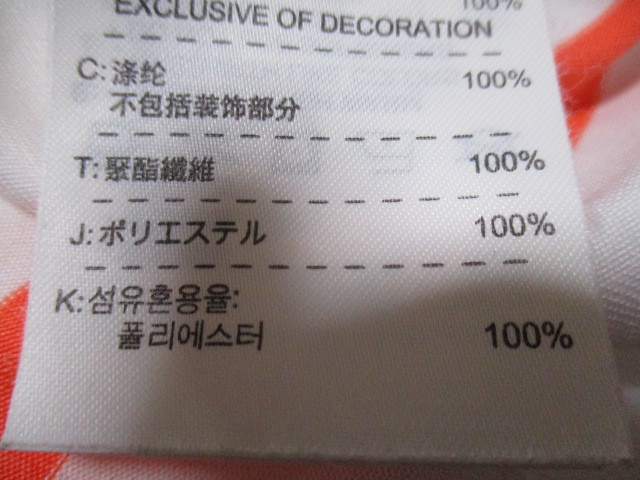 100%
EXCLUSIVE OF DECORATION
C:涤纶 100%
不包括装饰部分
T:聚酯纖維 100%
J:ポリエステル 100%
K:섬유혼용율:
폴리에스터 100%